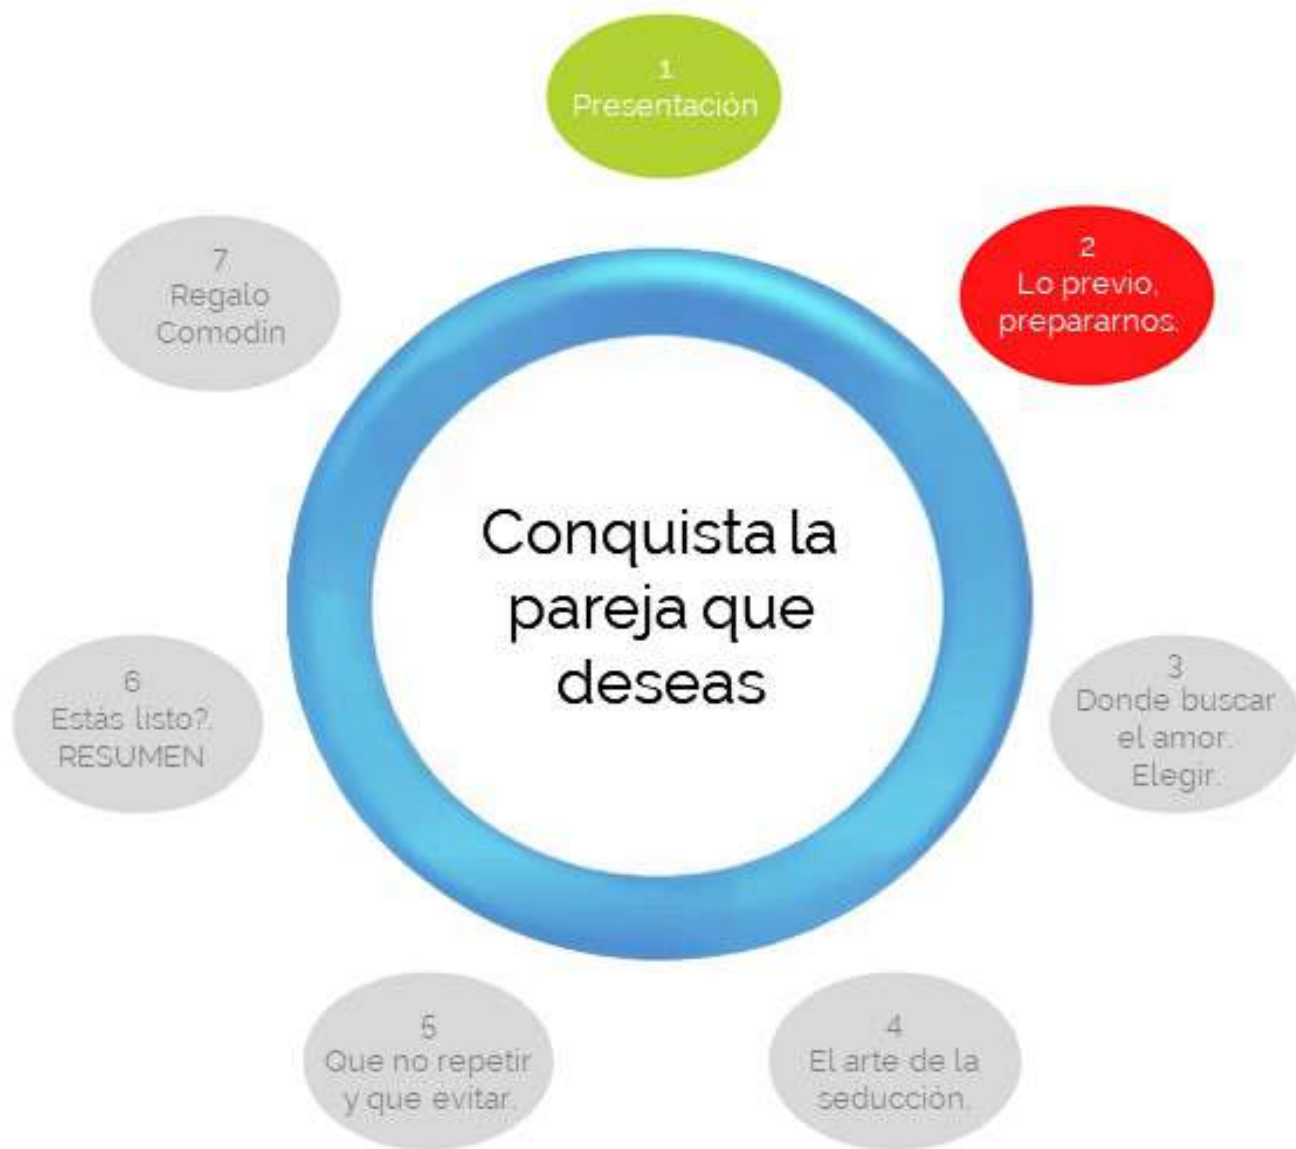 1
Presentación
2
Lo previo,
prepararnos.
3
Donde buscar
el amor.
Elegir.
4
El arte de la
seducción.
5
Que no repetir
y que evitar.
6
Estás listo?.
RESUMEN
7
Regalo
Comodin
Conquista la
pareja que
deseas